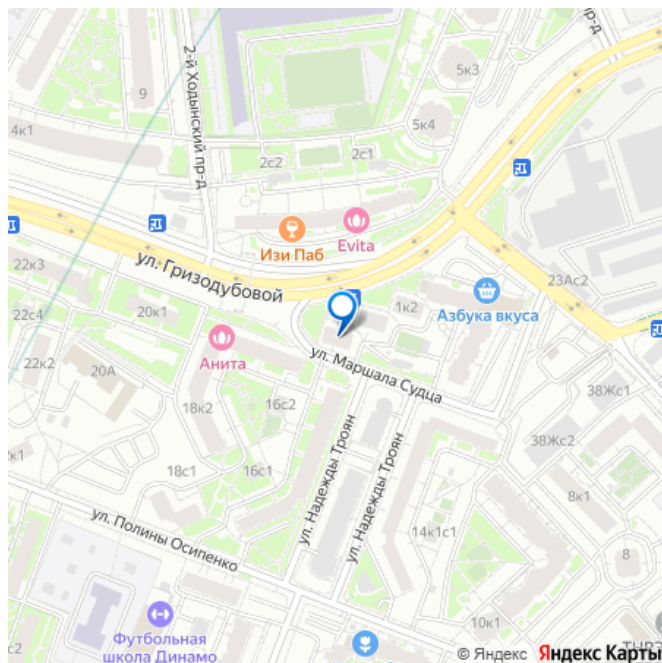 5к3
9
2-й Ходынский пр-д
пр-д
4к1
5к4
2с2
2с1
Изи Паб
Evita
22к3
ул. Гризодубовой
23Ас2
22с4
20к1
1к2
Азбука вкуса
Анита
ул. Маршала Судца
22к2
20А
38Жс1
18к2
16с2
38Жс2
18с1
16с1
ул. Надежды Троян
ул. Надежды Троян
8к1
ул. Полины Осипенко
14к1с1
8
10к1
Футбольная
школа Динамо
© Яндекс Яндекс Карты